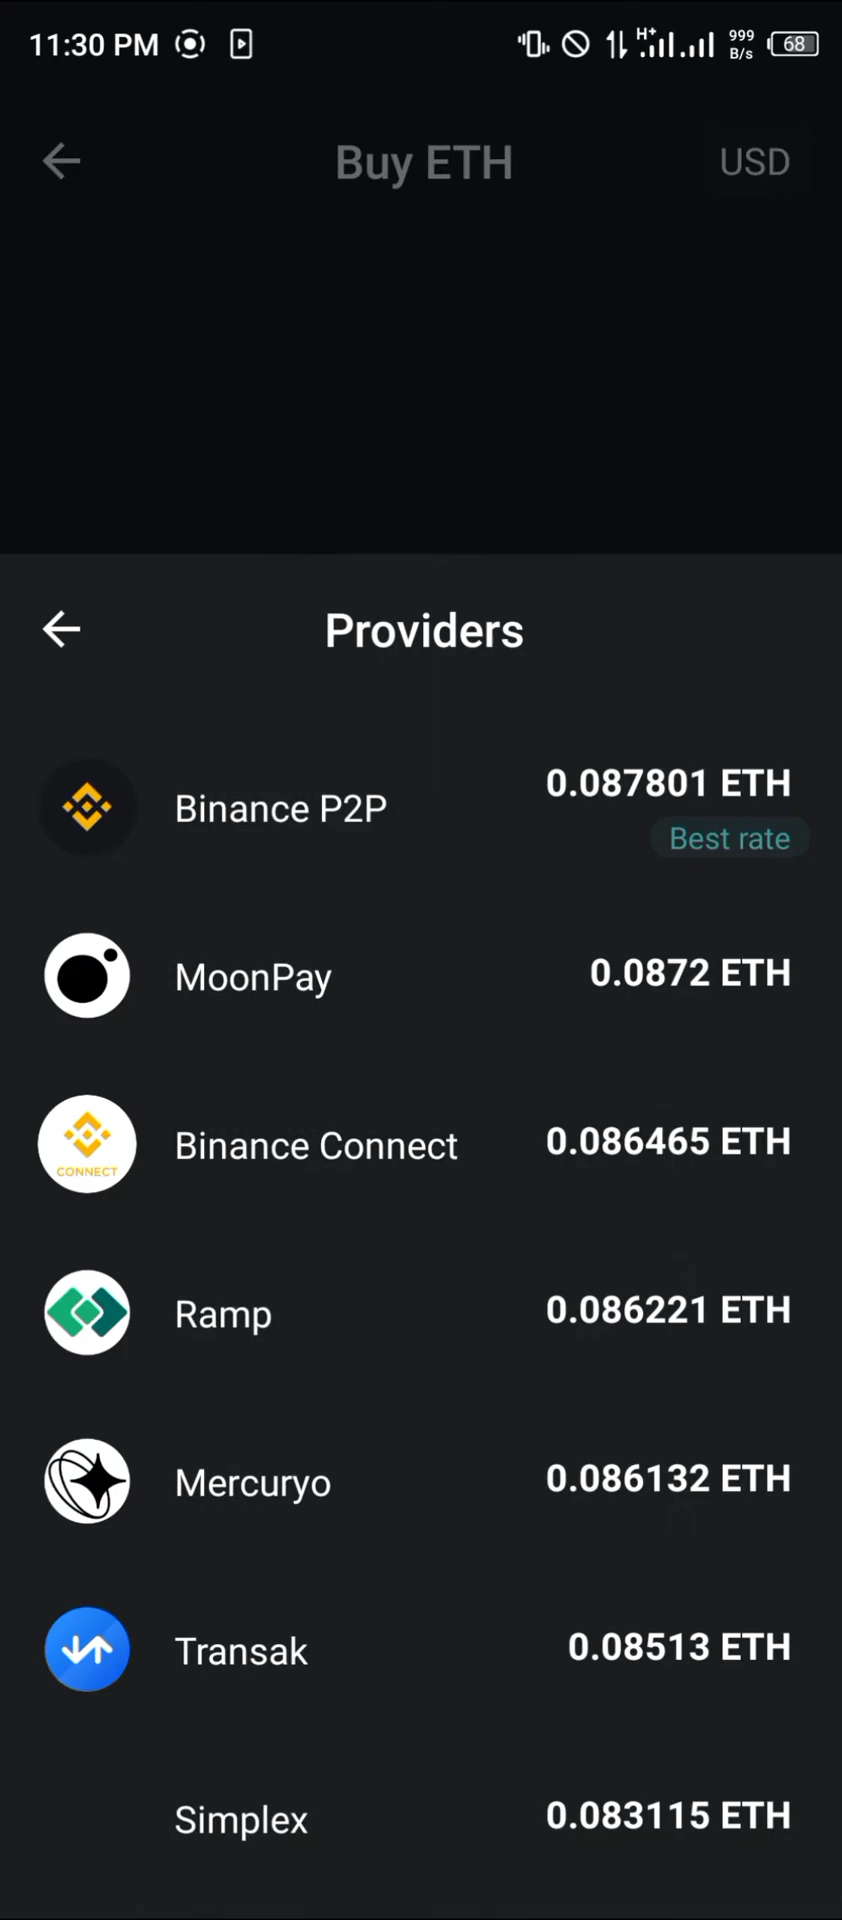 11:30 PM
H+
999
B/s
68
Buy ETH
USD
Providers
Binance P2P
0.087801 ETH
Best rate
MoonPay
0.0872 ETH
CONNECT
Binance Connect
0.086465 ETH
Ramp
0.086221 ETH
Mercuryo
0.086132 ETH
Transak
0.08513 ETH
Simplex
0.083115 ETH